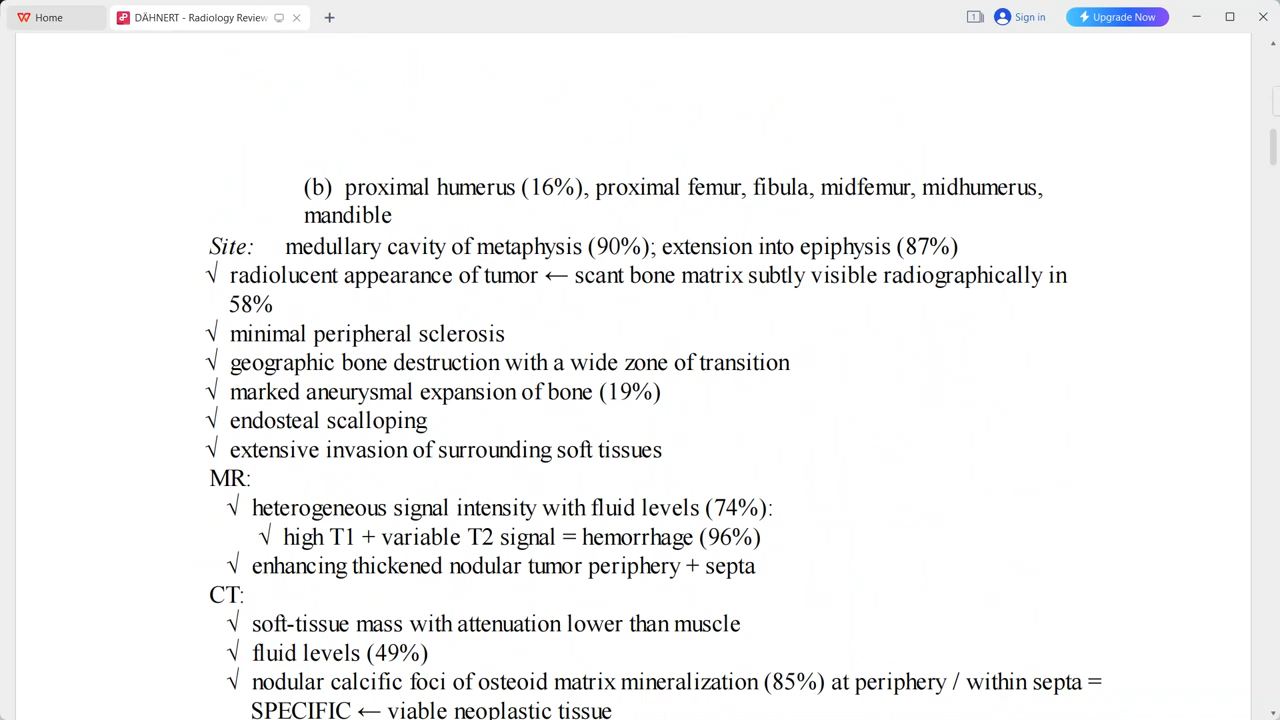 Home
DÄHNERT - Radiology Review
Sign in
Upgrade Now
(b) proximal humerus (16%), proximal femur, fibula, midfemur, midhumerus,
mandible
Site: medullary cavity of metaphysis (90%); extension into epiphysis (87%)
√ radiolucent appearance of tumor ← scant bone matrix subtly visible radiographically in
58%
√ minimal peripheral sclerosis
√ geographic bone destruction with a wide zone of transition
√ marked aneurysmal expansion of bone (19%)
√ endosteal scalloping
√ extensive invasion of surrounding soft tissues
MR:
√ heterogeneous signal intensity with fluid levels (74%):
√ high T1 + variable T2 signal = hemorrhage (96%)
√ enhancing thickened nodular tumor periphery + septa
CT:
√ soft-tissue mass with attenuation lower than muscle
√ fluid levels (49%)
√ nodular calcific foci of osteoid matrix mineralization (85%) at periphery / within septa =
SPECIFIC ← viable neoplastic tissue